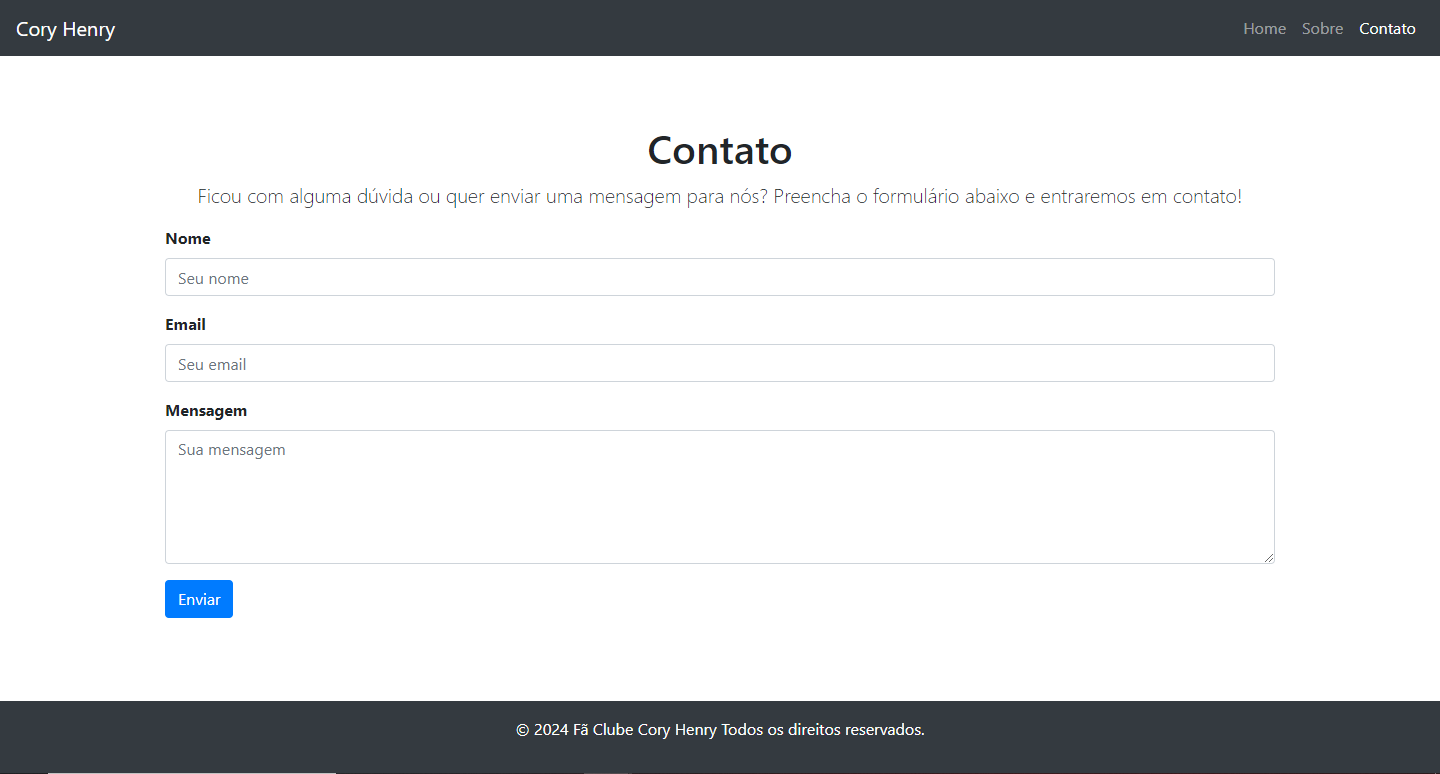 Cory Henry
Home Sobre Contato
Contato
Ficou com alguma dúvida ou quer enviar uma mensagem para nós? Preencha o formulário abaixo e entraremos em contato!
Nome
Seu nome
Email
Seu email
Mensagem
Sua mensagem
Enviar
© 2024 Fã Clube Cory Henry Todos os direitos reservados.